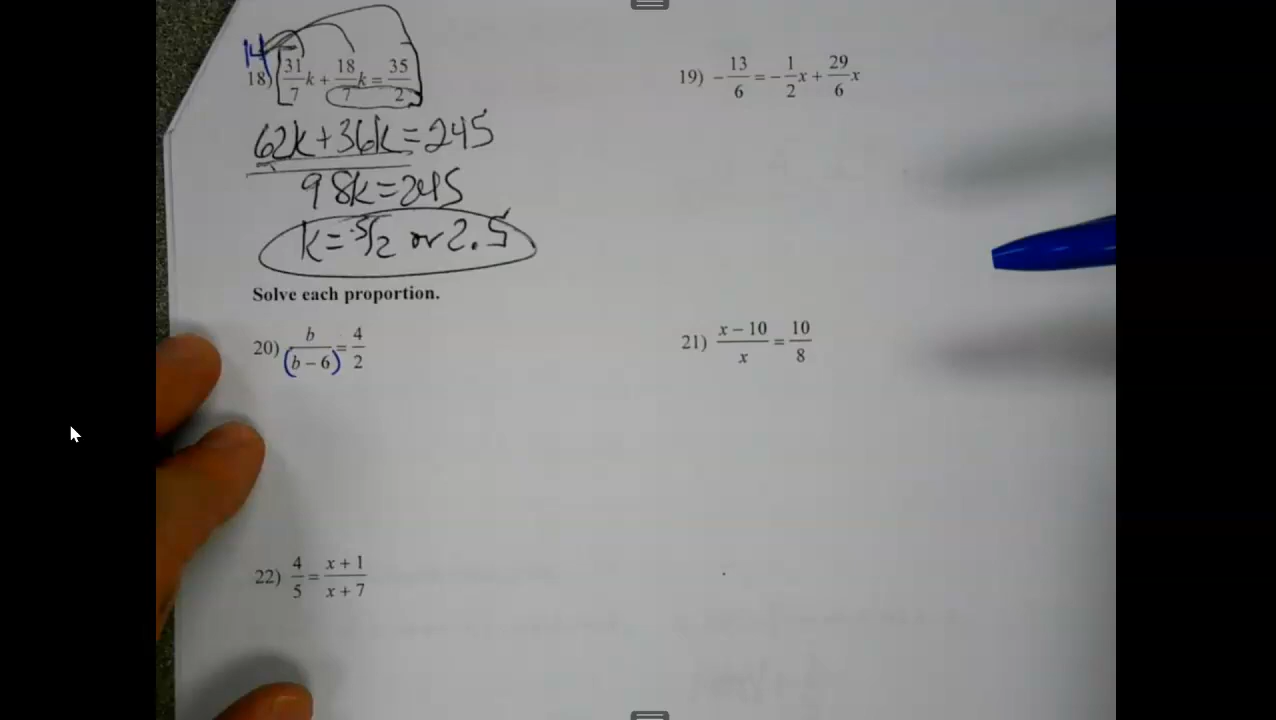 14
18) 31/7 k + 18/7 k = 35/2
62k+36k=245
98k=245
k=5/2 or 2.5
19) - 13/6 = - 1/2 x + 29/6 x
Solve each proportion.
20) b/(b - 6) = 4/2
21) x - 10/x = 10/8
22) 4/5 = x + 1/x + 7